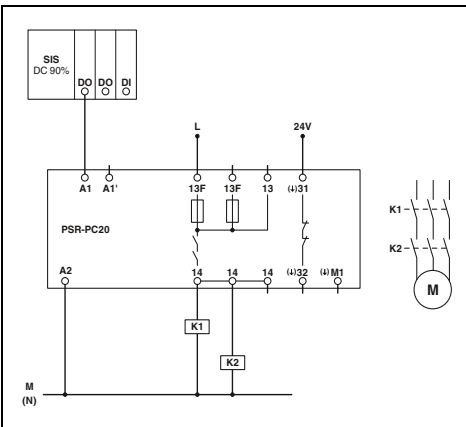 SIS
DC 90%
DO DO DI
L 24V
A1 A1' 13F 13F 13 (↓)31
K1
PSR-PC20
K2
A2 14 14 14 (↓)32 (↓)M1
M
K1
K2
M
(N)